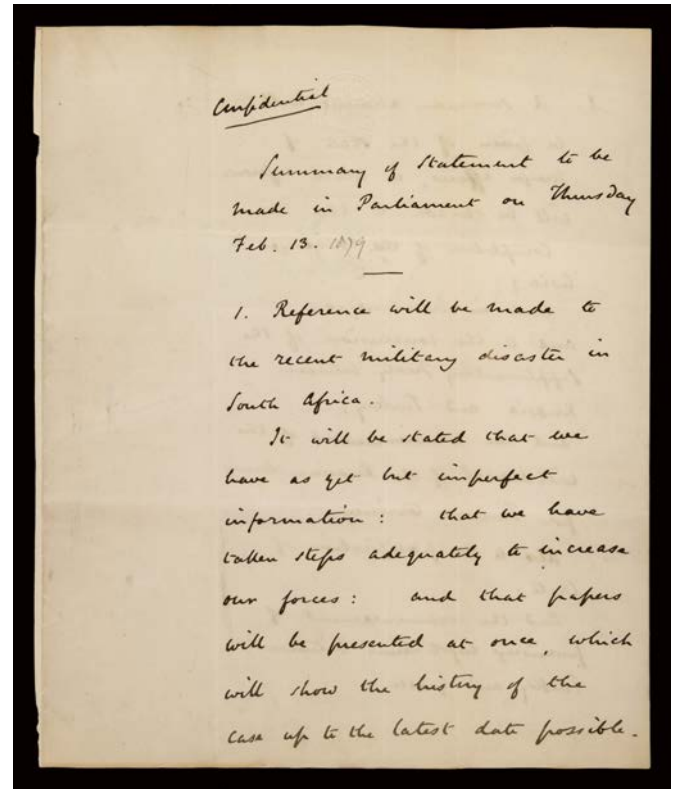 Confidential
Summary of Statement to be
made in Parliament on Thursday
Feb. 13. 1879
1. Reference will be made to
the recent military disaster in
South Africa.
It will be stated that we
have as yet but imperfect
information: that we have
taken steps adequately to increase
our forces: and that papers
will be presented at once, which
will show the history of the
case up to the latest date possible.